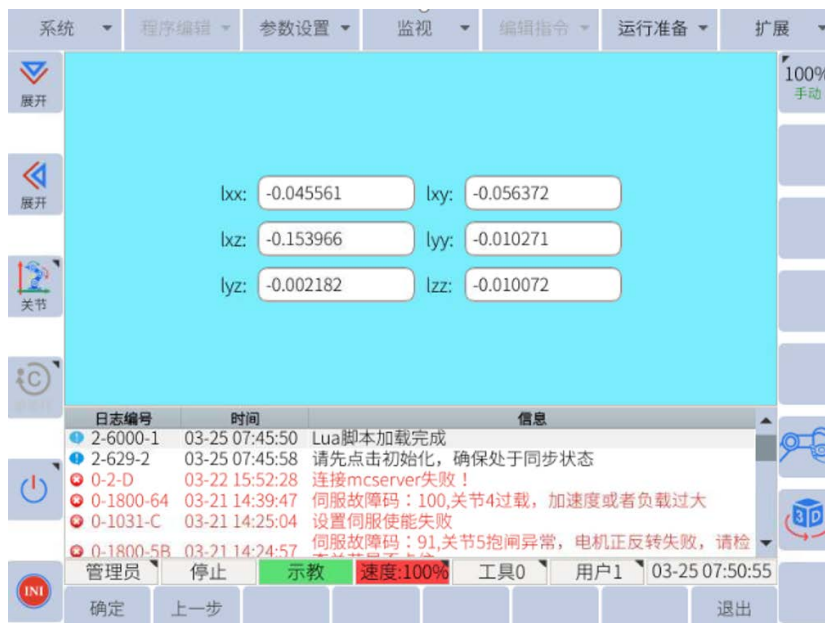 系统 程序编辑 参数设置 监视 编辑指令 运行准备 扩展
展开
100%
手动
展开
lxx: -0.045561 lxy: -0.056372
lxz: -0.153966 lyy: -0.010271
lyz: -0.002182 lzz: -0.010072
关节
C
日志编号 时间 信息
2-6000-1 03-25 07:45:50 Lua脚本加载完成
2-629-2 03-25 07:45:58 请先点击初始化，确保处于同步状态
0-2-D 03-22 15:52:28 连接mcserver失败！
0-1800-64 03-21 14:39:47 伺服故障码：100,关节4过载，加速度或者负载过大
0-1031-C 03-21 14:25:04 设置伺服使能失败
0-1800-5B 03-21 14:24:57 伺服故障码：91,关节5抱闸异常，电机正反转失败，请检
3D
管理员 停止 示教 速度:100% 工具0 用户1 03-25 07:50:55
INI
确定 上一步 退出